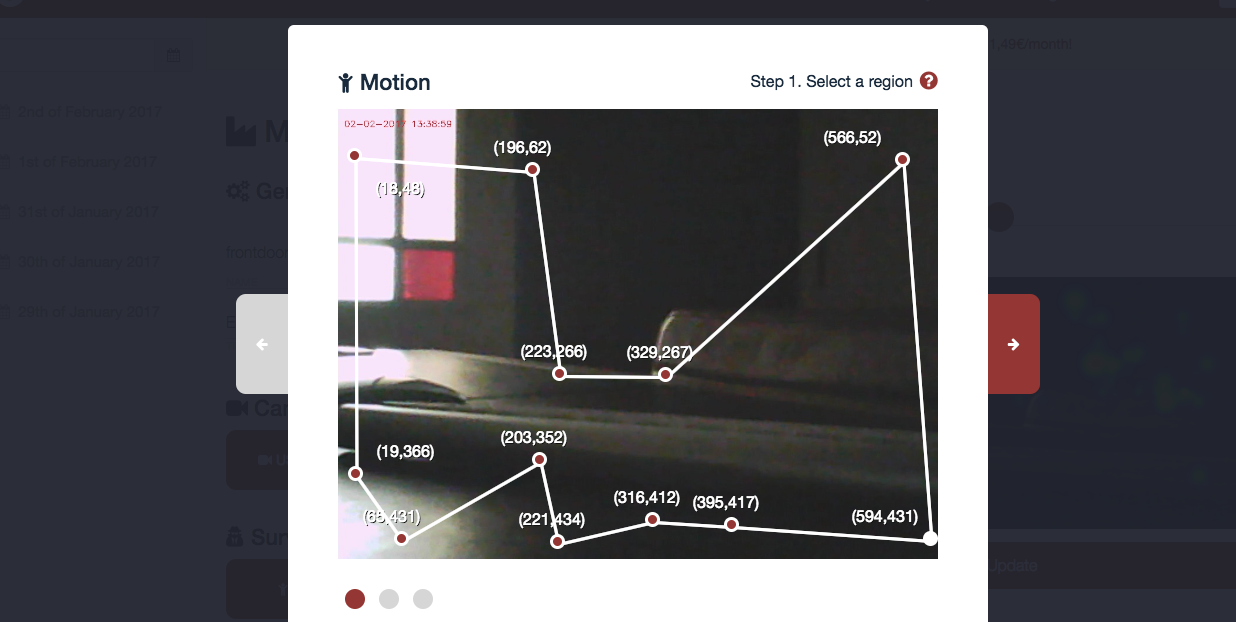 1,49€/month!
Motion
Step 1. Select a region
02-02-2017 13:38:59
2nd of February 2017
(566,52)
(196,62)
1st of February 2017
(18,48)
Ge
31st of January 2017
frontdoor
30th of January 2017
29th of January 2017
(223,266)
(329,267)
Ca
(203,352)
(19,366)
(316,412)
(395,417)
(65,431)
(221,434)
(594,431)
Sur
Update